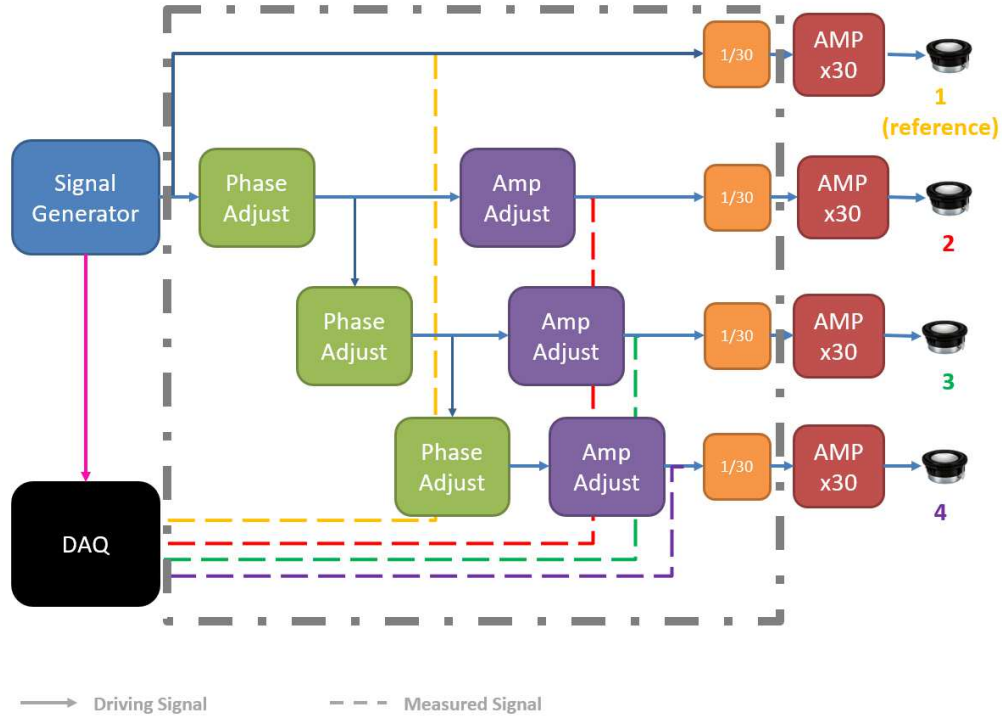 1/30
AMP
x30
1
(reference)
Signal
Generator
Phase
Adjust
Amp
Adjust
1/30
AMP
x30
2
Phase
Adjust
Amp
Adjust
1/30
AMP
x30
3
Phase
Adjust
Amp
Adjust
1/30
AMP
x30
4
DAQ
Driving Signal
Measured Signal